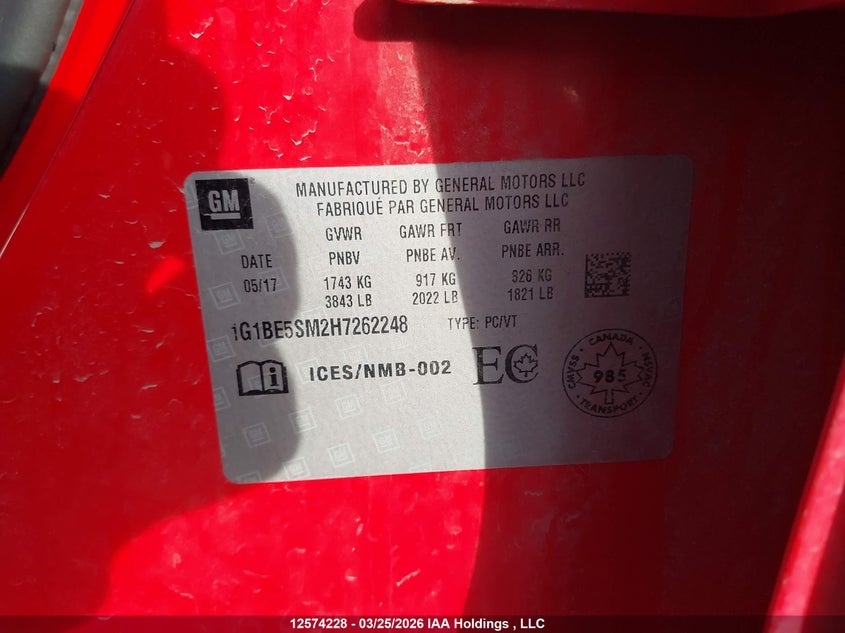 GM
MANUFACTURED BY GENERAL MOTORS LLC
FABRIQUÉ PAR GENERAL MOTORS LLC
GVWR GAWR FRT GAWR RR
DATE PNBV PNBE AV. PNBE ARR.
05/17 1743 KG 917 KG 826 KG
3843 LB 2022 LB 1821 LB
1G1BE5SM2H7262248 TYPE: PC/VT
ICES/NMB-002 EC
CANADA
985
TRANSPORT
CMVSS
NSVAC
12574228 - 03/25/2026 IAA Holdings , LLC